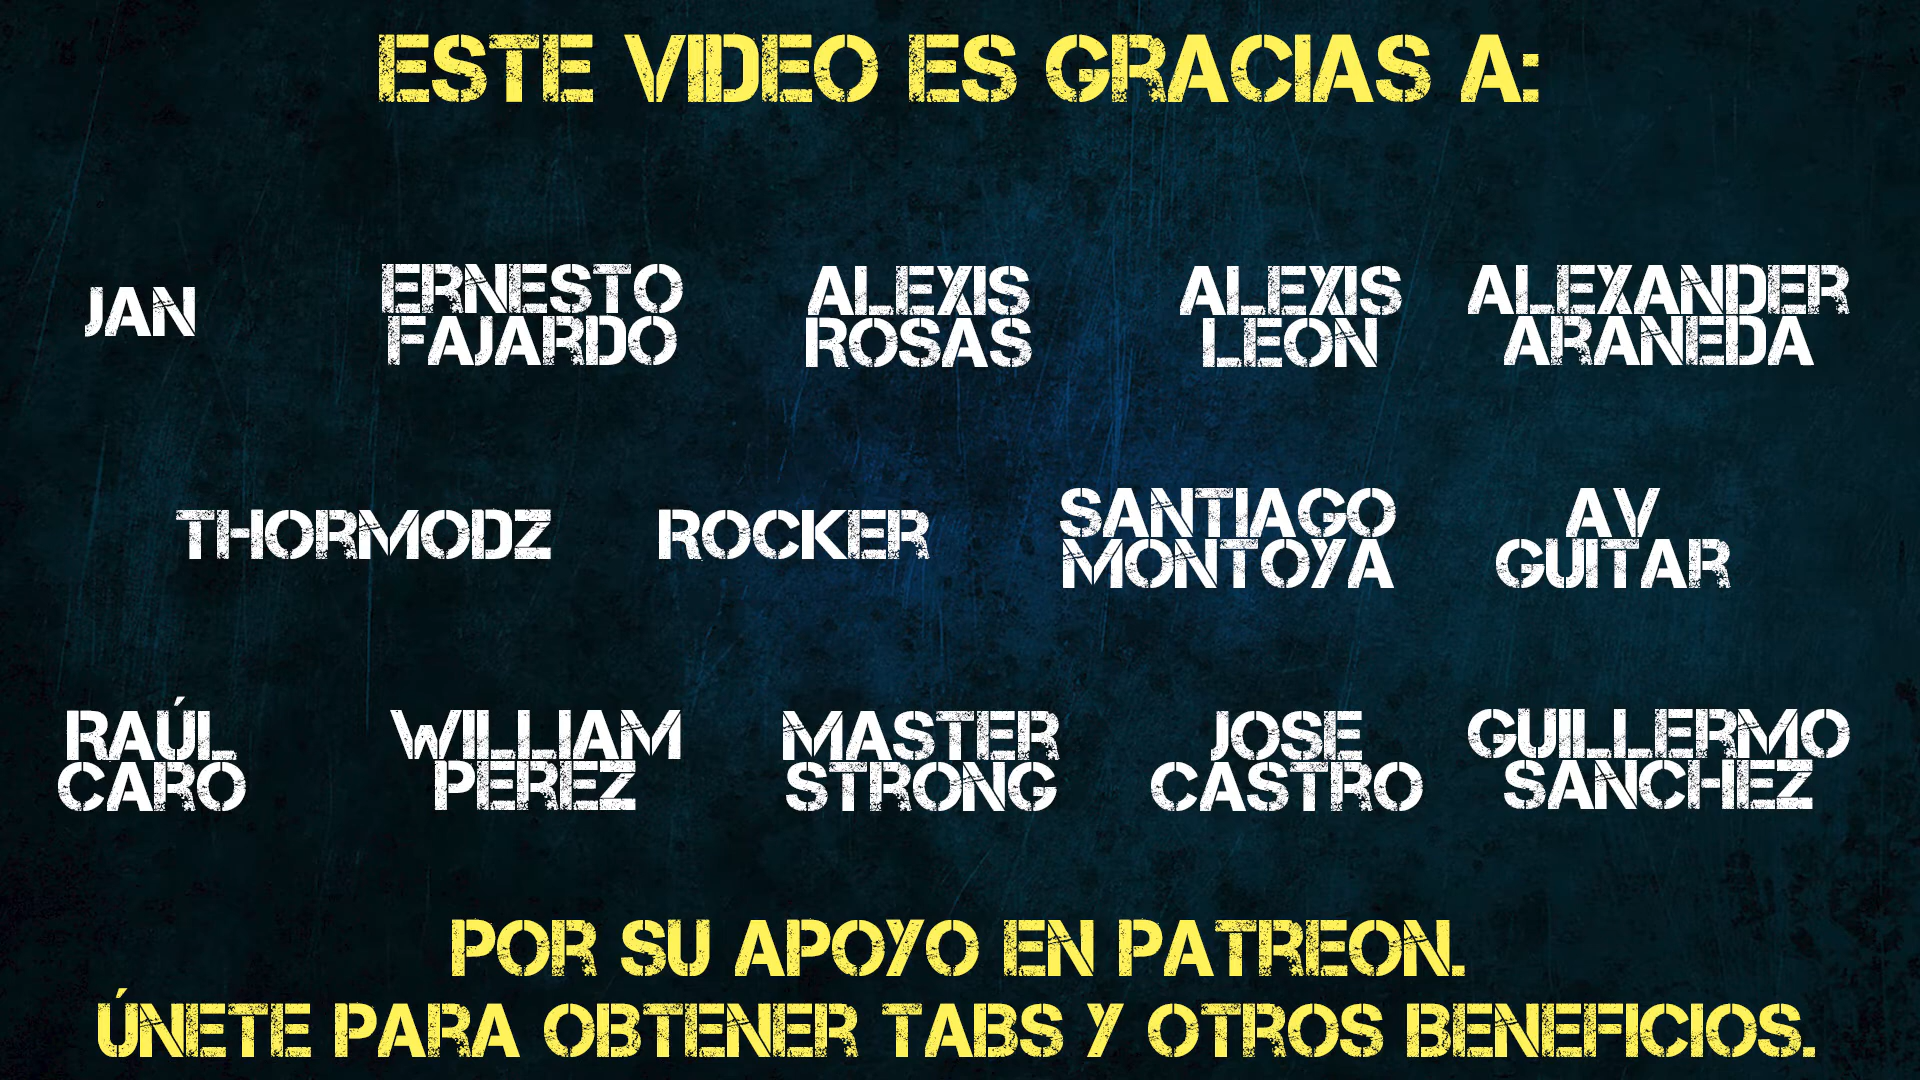 ESTE VIDEO ES GRACIAS A:
JAN
ERNESTO
FAJARDO
ALEXIS
ROSAS
ALEXIS
LEON
ALEXANDER
ARANEDA
THORMODZ
ROCKER
SANTIAGO
MONTOYA
AV
GUITAR
RAÚL
CARO
WILLIAM
PEREZ
MASTER
STRONG
JOSE
CASTRO
GUILLERMO
SANCHEZ
POR SU APOYO EN PATREON.
ÚNETE PARA OBTENER TABS Y OTROS BENEFICIOS.